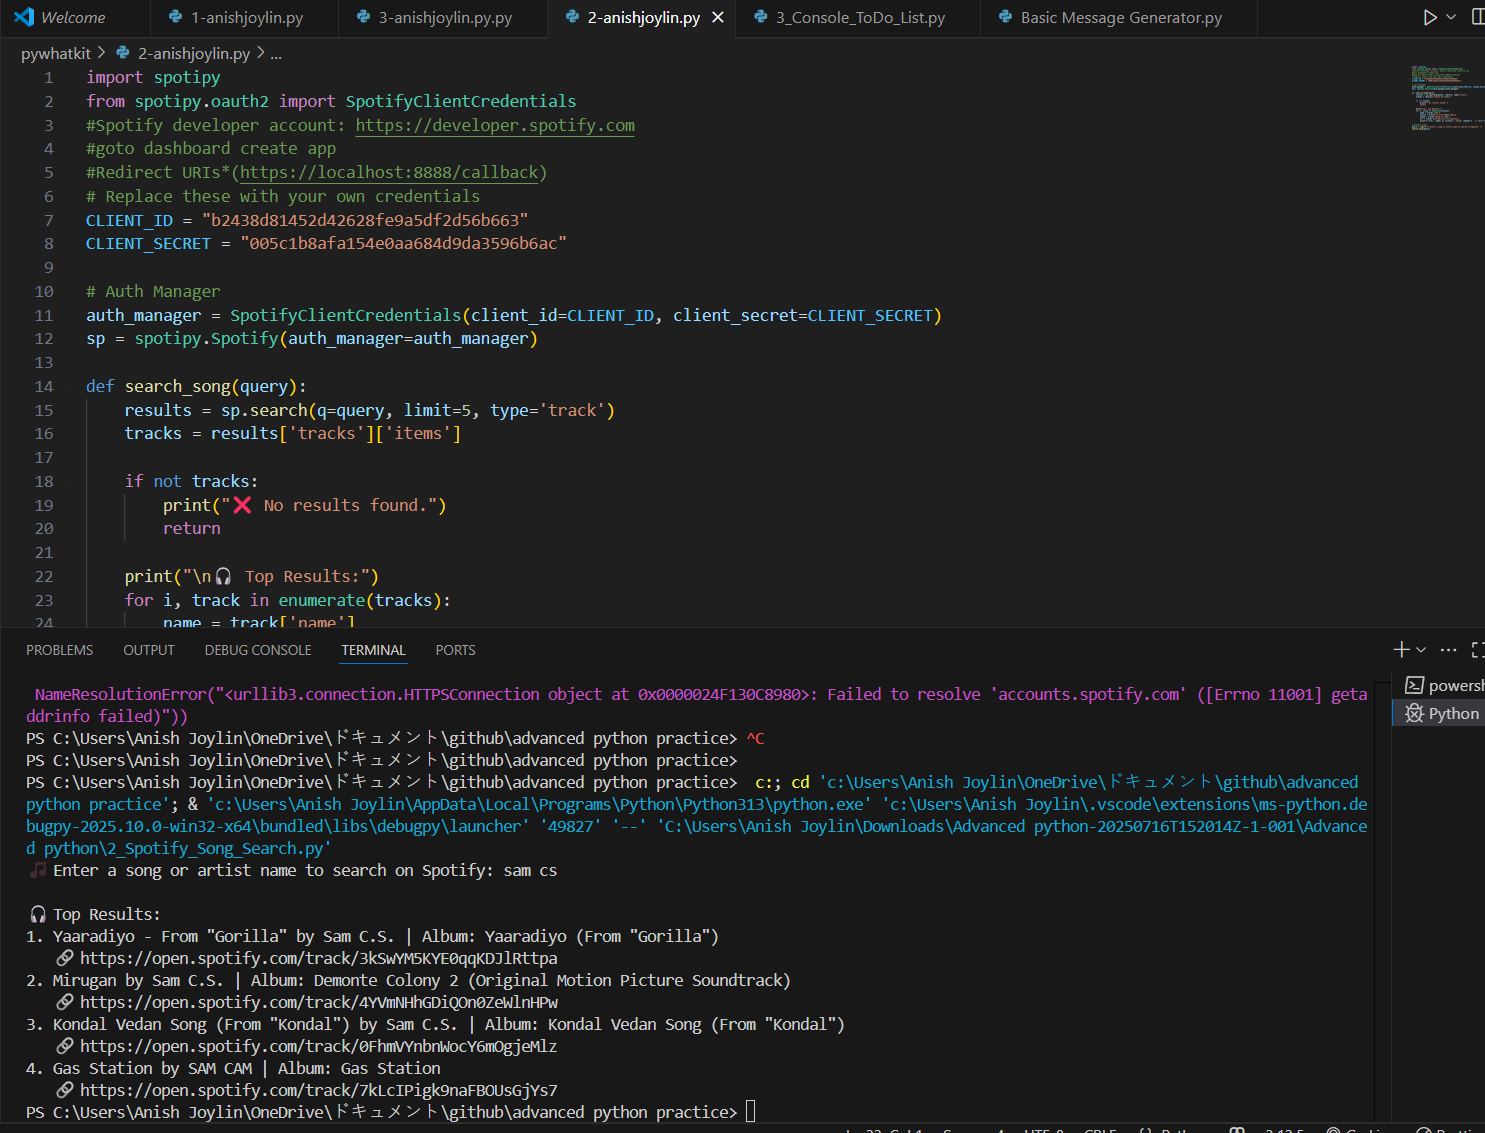 Welcome
1-anishjoylin.py
3-anishjoylin.py.py
2-anishjoylin.py
3_Console_ToDo_List.py
Basic Message Generator.py
pywhatkit > 2-anishjoylin.py > ...
1 import spotipy
2 from spotipy.oauth2 import SpotifyClientCredentials
3 #Spotify developer account: https://developer.spotify.com
4 #goto dashboard create app
5 #Redirect URIs*(https://localhost:8888/callback)
6 # Replace these with your own credentials
7 CLIENT_ID = "b2438d81452d42628fe9a5df2d56b663"
8 CLIENT_SECRET = "005c1b8afa154e0aa684d9da3596b6ac"
9
10 # Auth Manager
11 auth_manager = SpotifyClientCredentials(client_id=CLIENT_ID, client_secret=CLIENT_SECRET)
12 sp = spotipy.Spotify(auth_manager=auth_manager)
13
14 def search_song(query):
15 results = sp.search(q=query, limit=5, type='track')
16 tracks = results['tracks']['items']
17
18 if not tracks:
19 print("❌ No results found.")
20 return
21
22 print("\n🎧 Top Results:")
23 for i, track in enumerate(tracks):
24 name = track['name']
PROBLEMS
OUTPUT
DEBUG CONSOLE
TERMINAL
PORTS
powersh
Python
NameResolutionError("<urllib3.connection.HTTPSConnection object at 0x0000024F130C8980>: Failed to resolve 'accounts.spotify.com' ([Errno 11001] geta
ddrinfo failed)"))
PS C:\Users\Anish Joylin\OneDrive\ドキュメント\github\advanced python practice> ^C
PS C:\Users\Anish Joylin\OneDrive\ドキュメント\github\advanced python practice>
PS C:\Users\Anish Joylin\OneDrive\ドキュメント\github\advanced python practice> c:; cd 'c:\Users\Anish Joylin\OneDrive\ドキュメント\github\advanced
python practice'; & 'c:\Users\Anish Joylin\AppData\Local\Programs\Python\Python313\python.exe' 'c:\Users\Anish Joylin\.vscode\extensions\ms-python.de
bugpy-2025.10.0-win32-x64\bundled\libs\debugpy\launcher' '49827' '--' 'C:\Users\Anish Joylin\Downloads\Advanced python-20250716T152014Z-1-001\Advance
d python\2_Spotify_Song_Search.py'
🎵 Enter a song or artist name to search on Spotify: sam cs
🎧 Top Results:
1. Yaaradiyo - From "Gorilla" by Sam C.S. | Album: Yaaradiyo (From "Gorilla")
🔗 https://open.spotify.com/track/3kSwYM5KYE0qqKDJlRttpa
2. Mirugan by Sam C.S. | Album: Demonte Colony 2 (Original Motion Picture Soundtrack)
🔗 https://open.spotify.com/track/4YVmNHhGDiQOn0ZeWlnHPw
3. Kondal Vedan Song (From "Kondal") by Sam C.S. | Album: Kondal Vedan Song (From "Kondal")
🔗 https://open.spotify.com/track/0FhmVYnbnWocY6mOgjeMlz
4. Gas Station by SAM CAM | Album: Gas Station
🔗 https://open.spotify.com/track/7kLcIPigk9naFBOUsGjYs7
PS C:\Users\Anish Joylin\OneDrive\ドキュメント\github\advanced python practice>